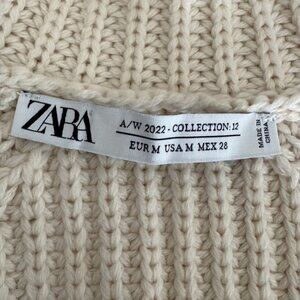 ZARA
A/W 2022 - COLLECTION: 12
EUR M USA M MEX 28
MADE IN
CHINA